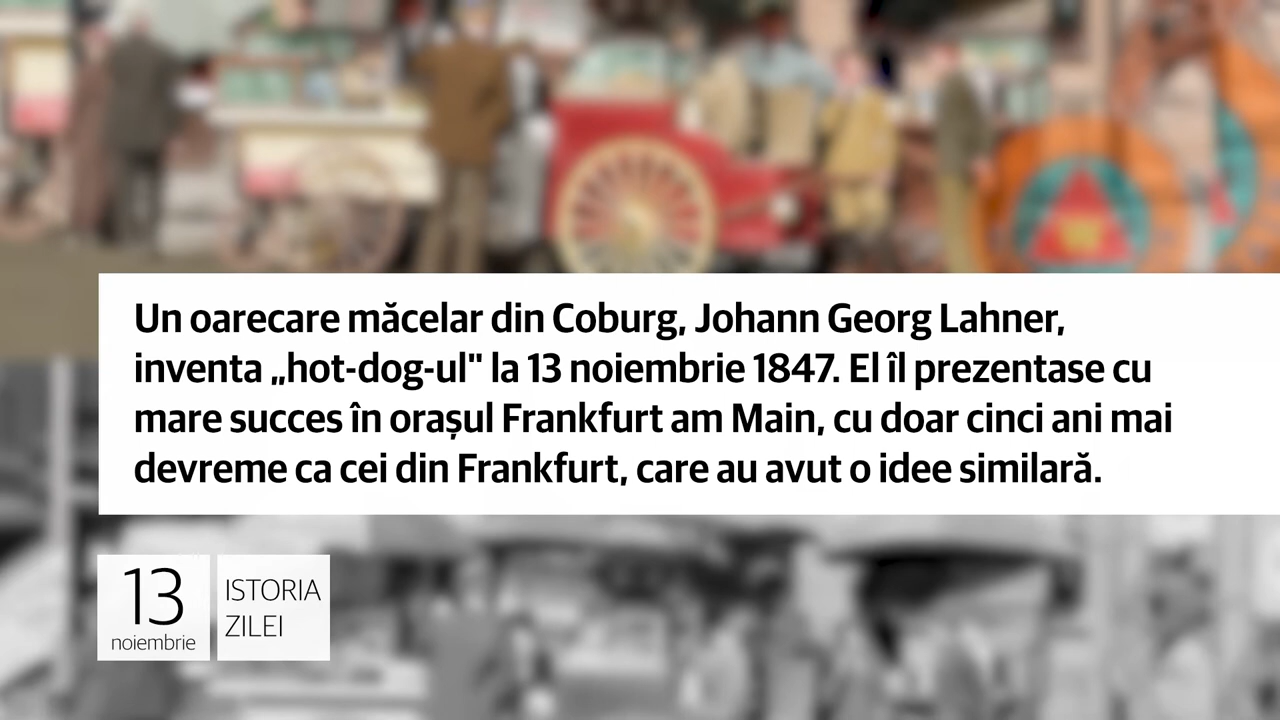 Un oarecare măcelar din Coburg, Johann Georg Lahner,
inventa „hot-dog-ul" la 13 noiembrie 1847. El îl prezentase cu
mare succes în orașul Frankfurt am Main, cu doar cinci ani mai
devreme ca cei din Frankfurt, care au avut o idee similară.
13
noiembrie
ISTORIA
ZILEI